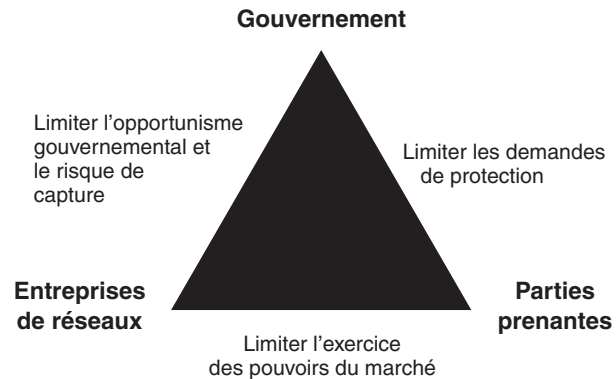 Gouvernement
Limiter l’opportunisme
gouvernemental et
le risque de
capture
Limiter les demandes
de protection
Entreprises
de réseaux
Parties
prenantes
Limiter l’exercice
des pouvoirs du marché